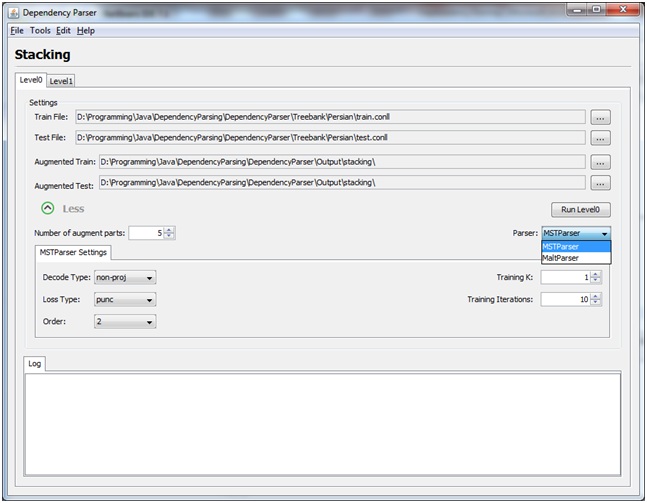 Dependency Parser
File Tools Edit Help
Stacking
Level0 Level1
Settings
Train File: D:\Programming\Java\DependencyParsing\DependencyParser\Treebank\Persian\train.conll ...
Test File: D:\Programming\Java\DependencyParsing\DependencyParser\Treebank\Persian\test.conll ...
Augmented Train: D:\Programming\Java\DependencyParsing\DependencyParser\Output\stacking\ ...
Augmented Test: D:\Programming\Java\DependencyParsing\DependencyParser\Output\stacking\ ...
Less Run Level0
Number of augment parts: 5 Parser: MSTParser
MSTParser
MaltParser
MSTParser Settings
Decode Type: non-proj Training K: 1
Loss Type: punc Training Iterations: 10
Order: 2
Log